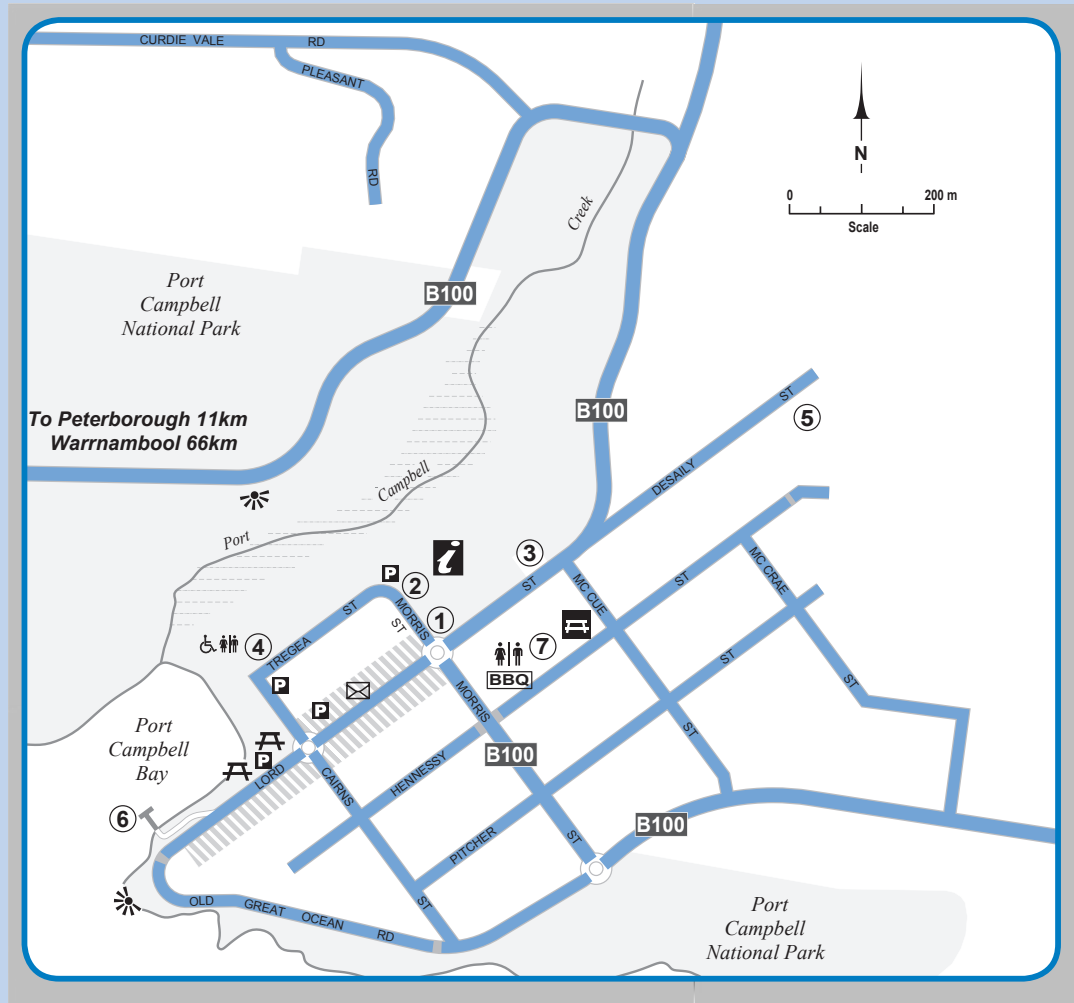 CURDIE VALE RD
PLEASANT
RD
N
0 200 m
Scale
Creek
Port
Campbell
National Park
B100
To Peterborough 11km
Warrnambool 66km
B100
ST
5
DESAILY
Campbell
Port
i
3
ST
P
2
MORRIS
ST
1
ST
MC CUE
ST
MC CRAE
4
TREGEA
7
BBQ
P
P
MORRIS
ST
ST
ST
Port
Campbell
Bay
P
LORD
CAIRNS
HENNESSY
B100
6
PITCHER
ST
B100
ST
OLD GREAT OCEAN RD
Port
Campbell
National Park